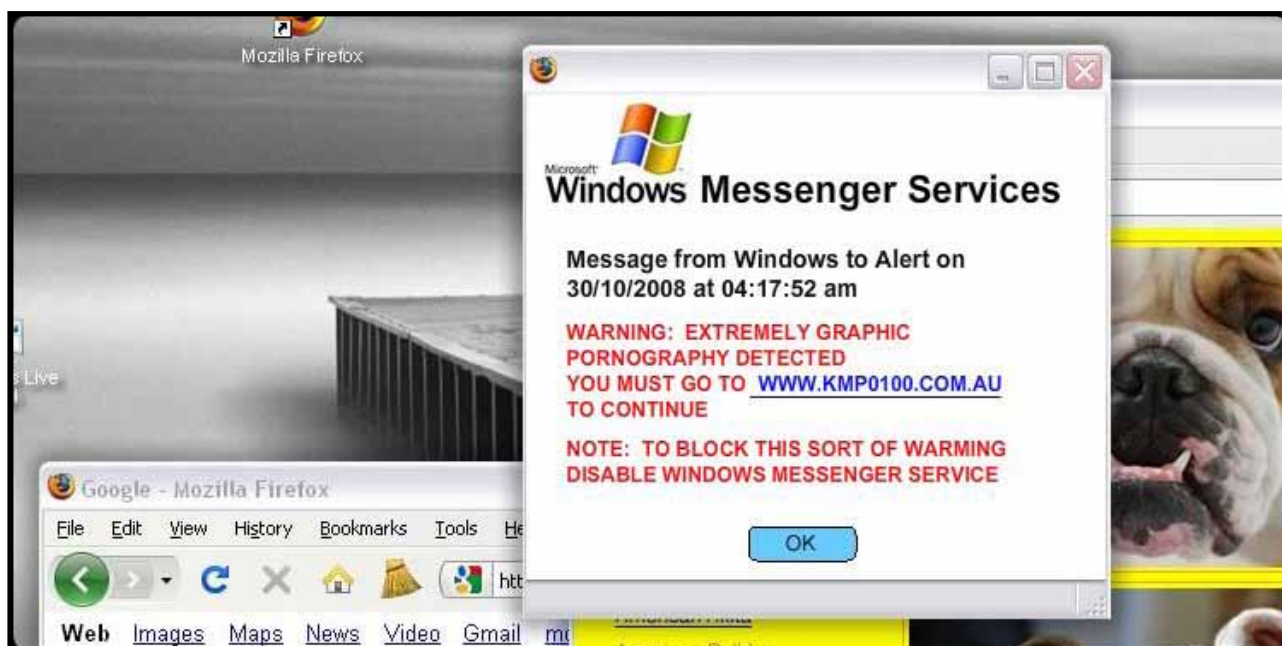 Mozilla Firefox
Microsoft
Windows Messenger Services
Message from Windows to Alert on
30/10/2008 at 04:17:52 am
WARNING: EXTREMELY GRAPHIC
PORNOGRAPHY DETECTED
YOU MUST GO TO WWW.KMP0100.COM.AU
TO CONTINUE
NOTE: TO BLOCK THIS SORT OF WARMING
DISABLE WINDOWS MESSENGER SERVICE
OK
s Live
Google - Mozilla Firefox
File Edit View History Bookmarks Tools He
htt
Web Images Maps News Video Gmail